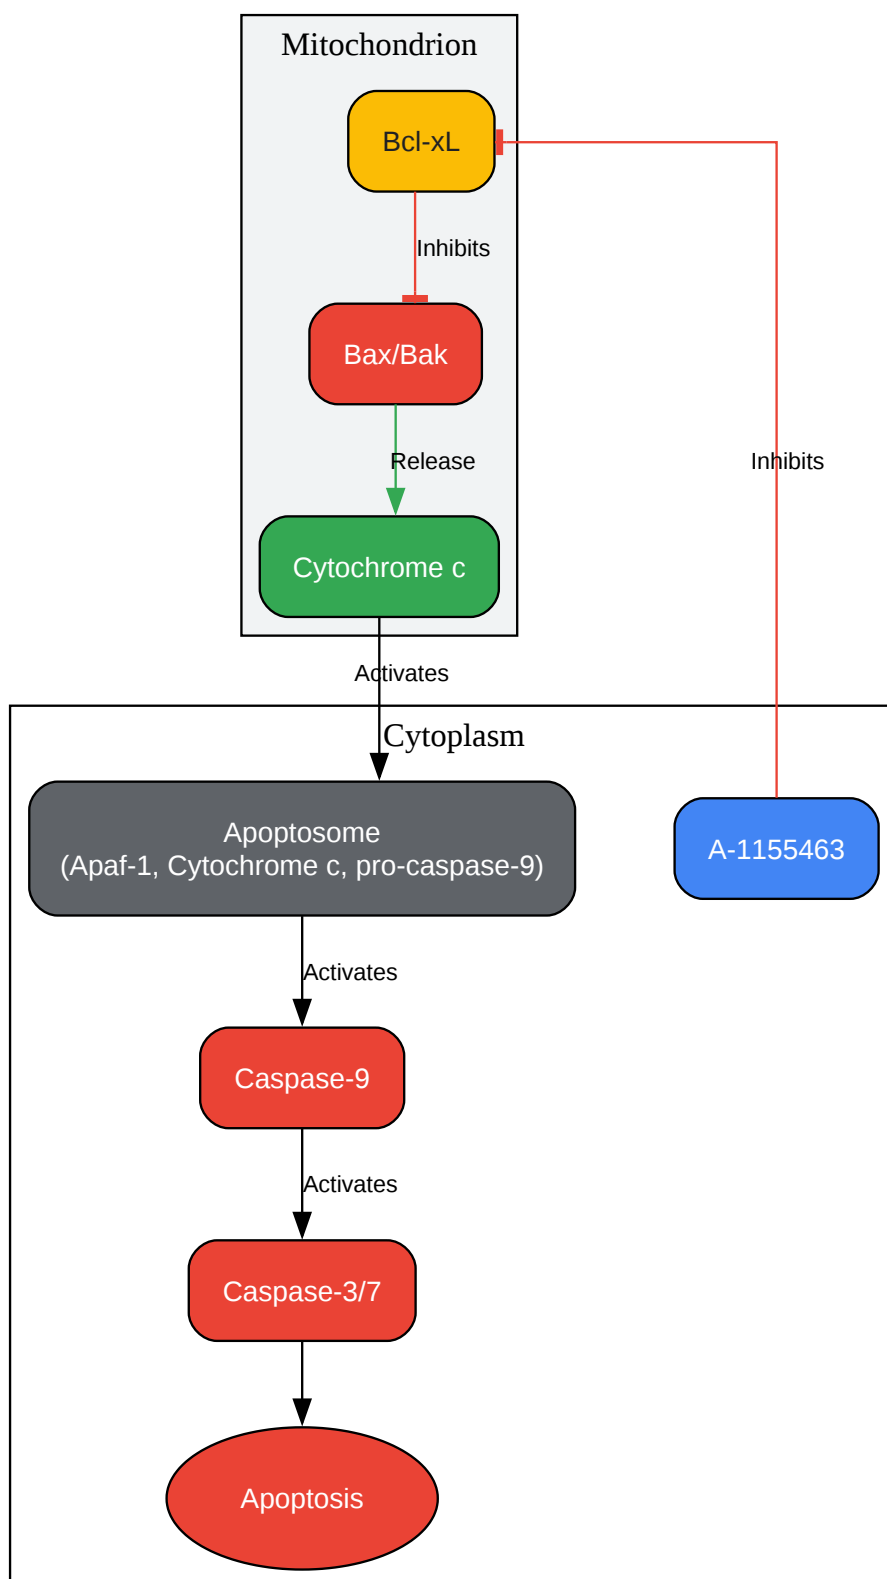 Mitochondrion
Bcl-xL
Inhibits
Bax/Bak
Release
Inhibits
Cytochrome c
Activates
Cytoplasm
Apoptosome
(Apaf-1, Cytochrome c, pro-caspase-9)
A-1155463
Activates
Caspase-9
Activates
Caspase-3/7
Apoptosis